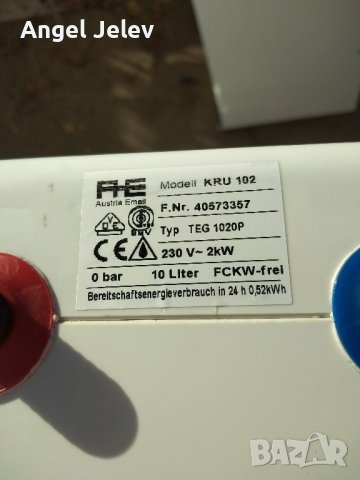 Angel Jelev
Modell KRU 102
Austria Email
F.Nr. 40573357
Typ TEG 1020P
CE 230 V~ 2kW
0 bar 10 Liter FCKW-frei
Bereitschaftsenergieverbrauch in 24 h 0,52kWh
BAZAR